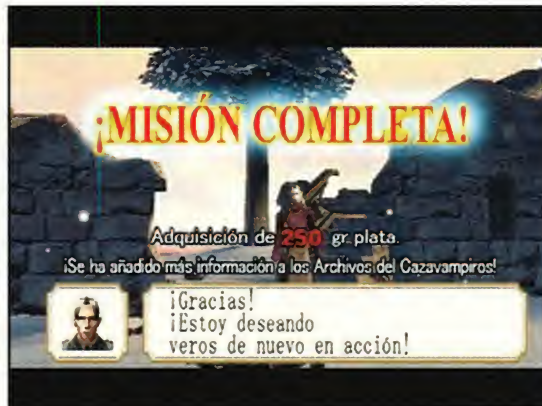 ¡MISIÓN COMPLETA!
Adquisición de 250 gr. plata.
¡Se ha añadido más información a los Archivos del Cazavampiros!
¡Gracias!
¡Estoy deseando
veros de nuevo en acción!